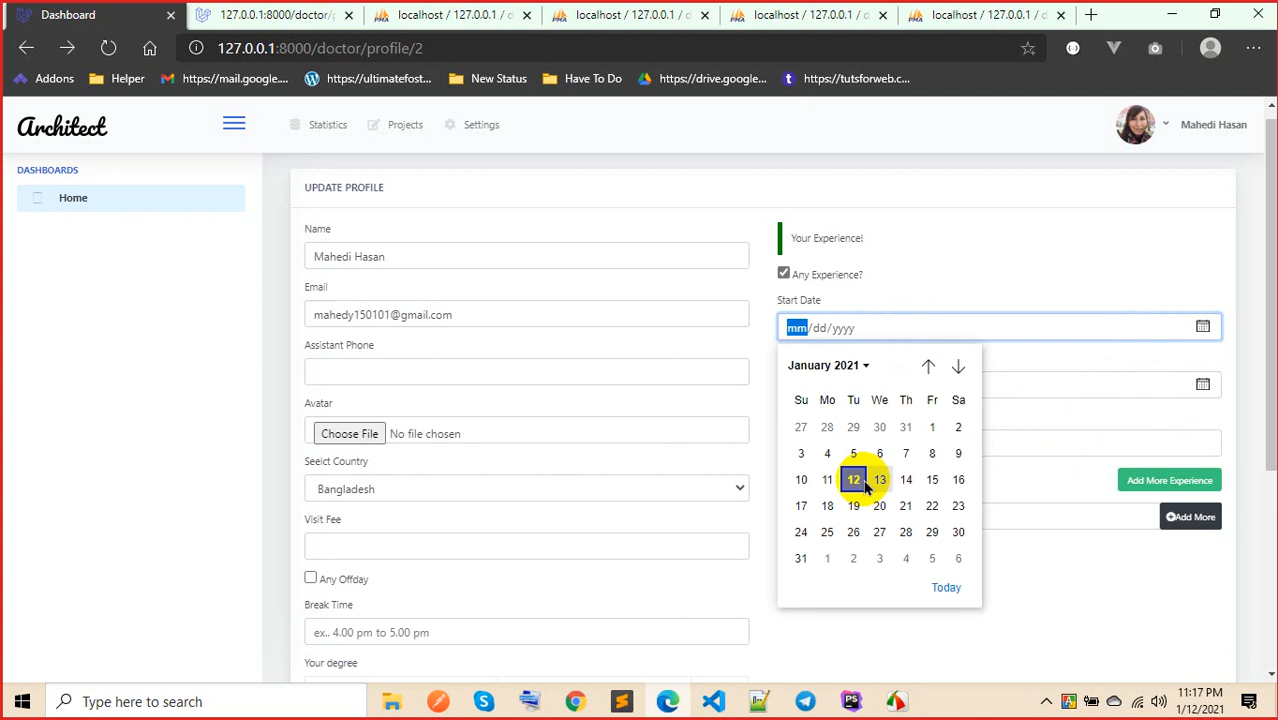 Dashboard
127.0.0.1:8000/doctor/p
localhost / 127.0.0.1 / d
localhost / 127.0.0.1 / d
localhost / 127.0.0.1 / d
localhost / 127.0.0.1 / d
127.0.0.1:8000/doctor/profile/2
Addons
Helper
https://mail.google....
https://ultimatefost...
New Status
Have To Do
https://drive.google...
https://tutsforweb.c...
Architect
Statistics
Projects
Settings
Mahedi Hasan
DASHBOARDS
Home
UPDATE PROFILE
Name
Mahedi Hasan
Email
mahedy150101@gmail.com
Assistant Phone
Avatar
Choose File No file chosen
Seelct Country
Bangladesh
Visit Fee
Any Offday
Break Time
ex.. 4.00 pm to 5.00 pm
Your degree
Your Experience!
Any Experience?
Start Date
mm/dd/yyyy
January 2021
Su Mo Tu We Th Fr Sa
27 28 29 30 31 1 2
3 4 5 6 7 8 9
10 11 12 13 14 15 16
17 18 19 20 21 22 23
24 25 26 27 28 29 30
31 1 2 3 4 5 6
Today
Add More Experience
Add More
Type here to search
11:17 PM
1/12/2021